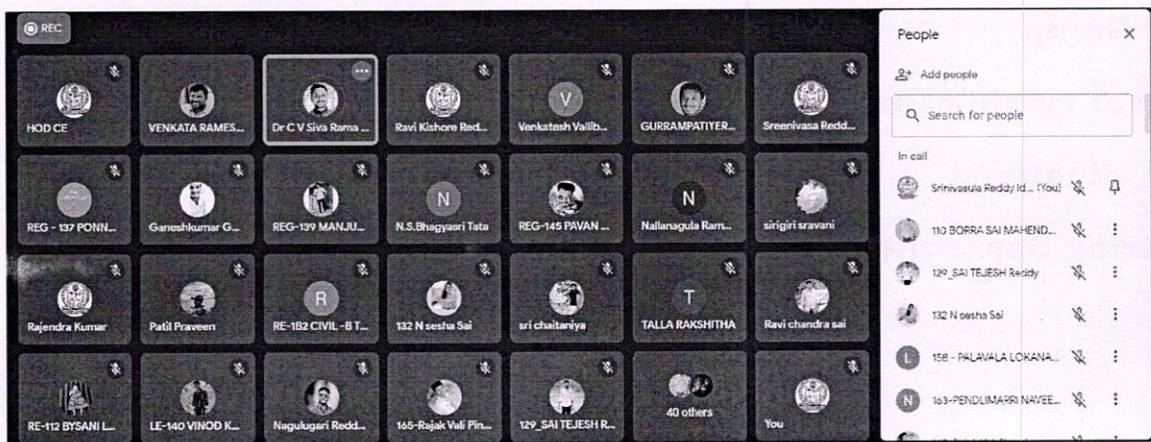 REC
HOD CE
VENKATA RAMES...
Dr C V Siva Rama ...
Ravi Kishore Red...
Venkatesh Vallib...
GURRAMPATIYER...
Sreenivasa Redd...
REG - 137 PONN...
Ganeshkumar G...
REG-139 MANJU...
N.S.Bhagyasri Tata
REG-145 PAVAN ...
Nallanagula Ram...
sirigiri sravani
Rajendra Kumar
Patil Praveen
RE-1B2 CIVIL -B T...
132 N sesha Sai
sri chaitaniya
TALLA RAKSHITHA
Ravi chandra sai
RE-112 BYSANI L...
LE-140 VINOD K...
Nagulugari Redd...
165-Rajak Vali Pin...
129_SAI TEJESH R...
40 others
You
V
N
N
R
T
People
Add people
Search for people
In call
Srinivasula Reddy Id... (You)
110 BORRA SAI MAHEND...
129_SAI TEJESH Reddy
132 N sesha Sai
L
158 - PALAVALA LOKANA...
N
163-PENDLIMARRI NAVEE...